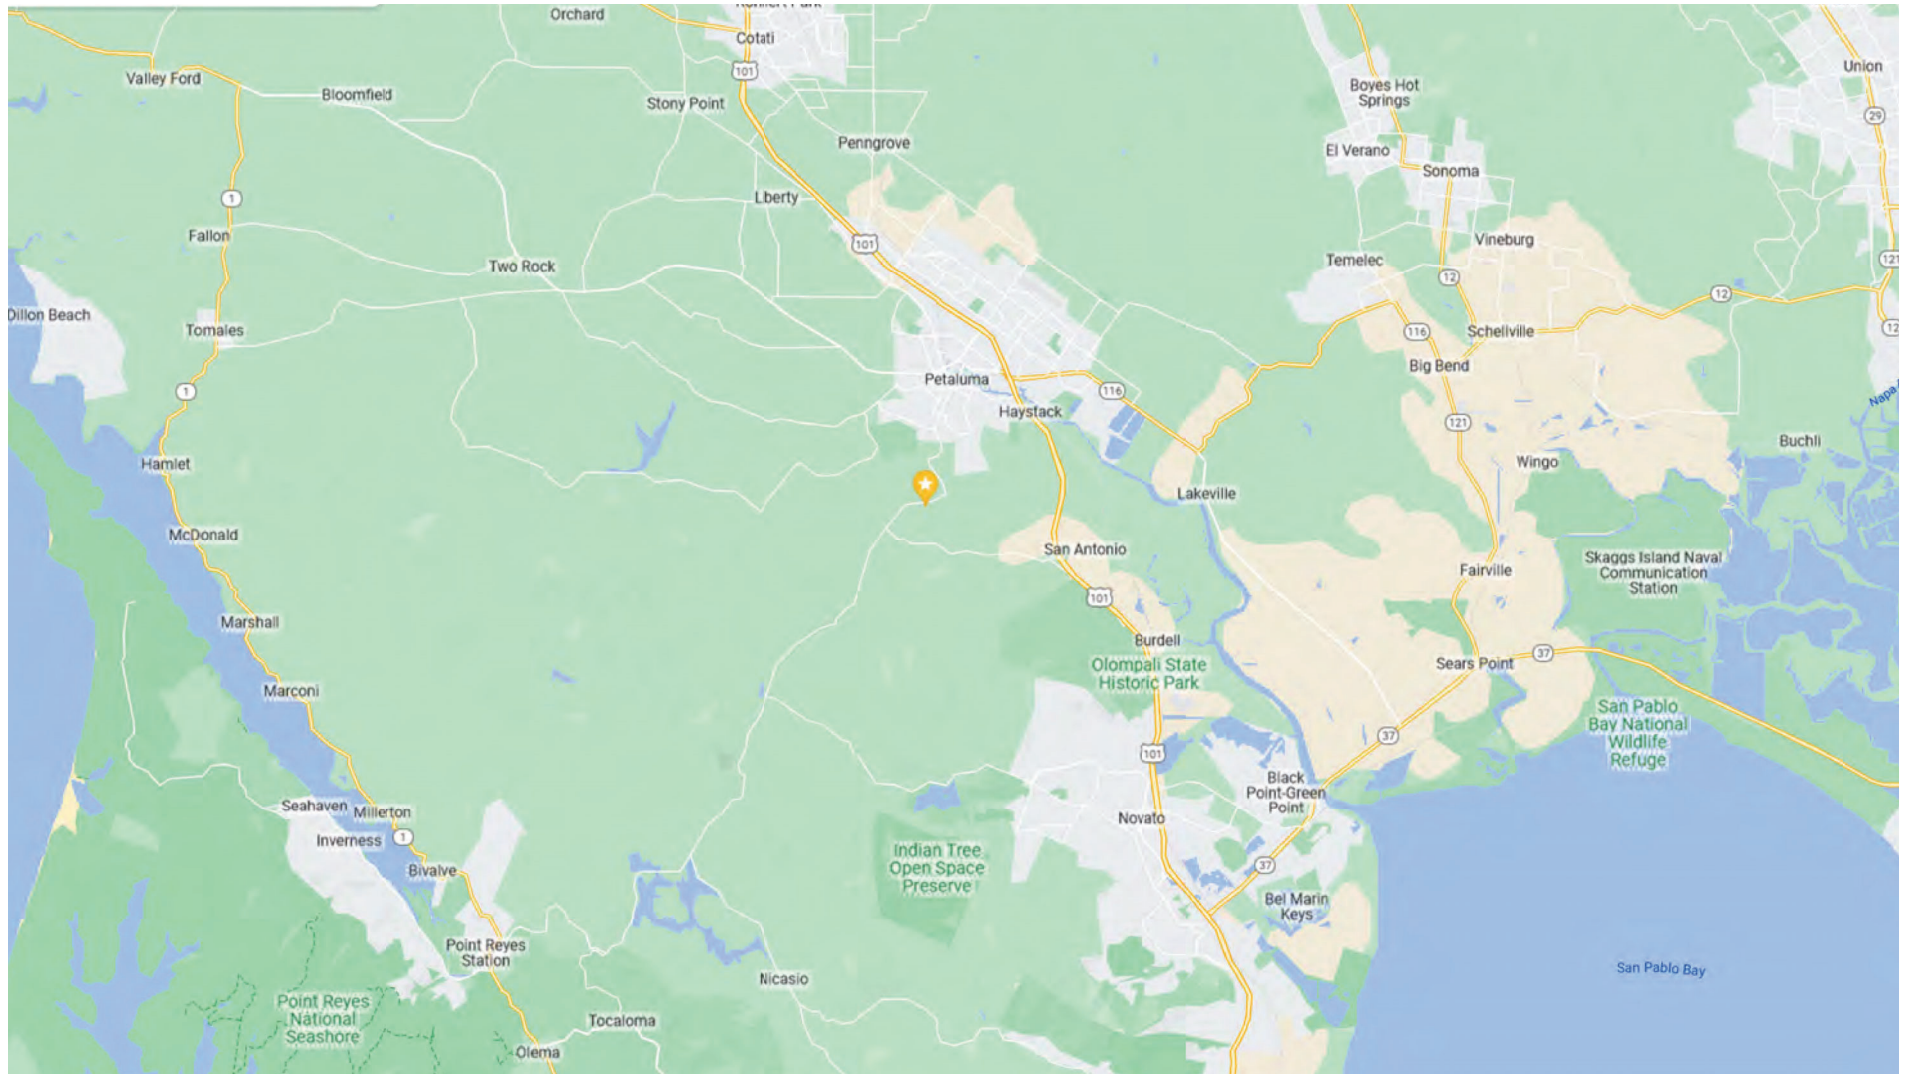 Orchard
Cotati
101
Valley Ford
Bloomfield
Stony Point
Penngrove
Boyes Hot
Springs
El Verano
Sonoma
Union
29
1
Lberty
Fallon
101
Two Rock
Vineburg
Temelec
12
121
12
Dillon Beach
Tomales
116
Schellville
12
Big Bend
1
Petaluma
116
Haystack
121
Napa
Buchli
Hamlet
Wingo
Lakeville
McDonald
San Antonio
Fairville
Skaggs Island Naval
Communication
Station
101
Marshall
Burdell
Olompali State
Historic Park
Sears Point
37
Marconi
San Pablo
Bay National
Wildlife
Refuge
37
101
Black
Point-Green
Point
Seahaven
Millerton
Novato
Inverness
1
Indian Tree
Open Space
Preserve
Bivalve
37
Bel Marin
Keys
Point Reyes
Station
San Pablo Bay
Nicasio
Point Reyes
National
Seashore
Tocaloma
Olema